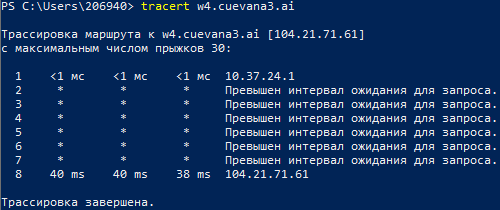 PS C:\Users\206940> tracert w4.cuevana3.ai
Трассировка маршрута к w4.cuevana3.ai [104.21.71.61]
с максимальным числом прыжков 30:
1 <1 мс <1 мс <1 мс 10.37.24.1
2 * * * Превышен интервал ожидания для запроса.
3 * * * Превышен интервал ожидания для запроса.
4 * * * Превышен интервал ожидания для запроса.
5 * * * Превышен интервал ожидания для запроса.
6 * * * Превышен интервал ожидания для запроса.
7 * * * Превышен интервал ожидания для запроса.
8 40 ms 40 ms 38 ms 104.21.71.61
Трассировка завершена.